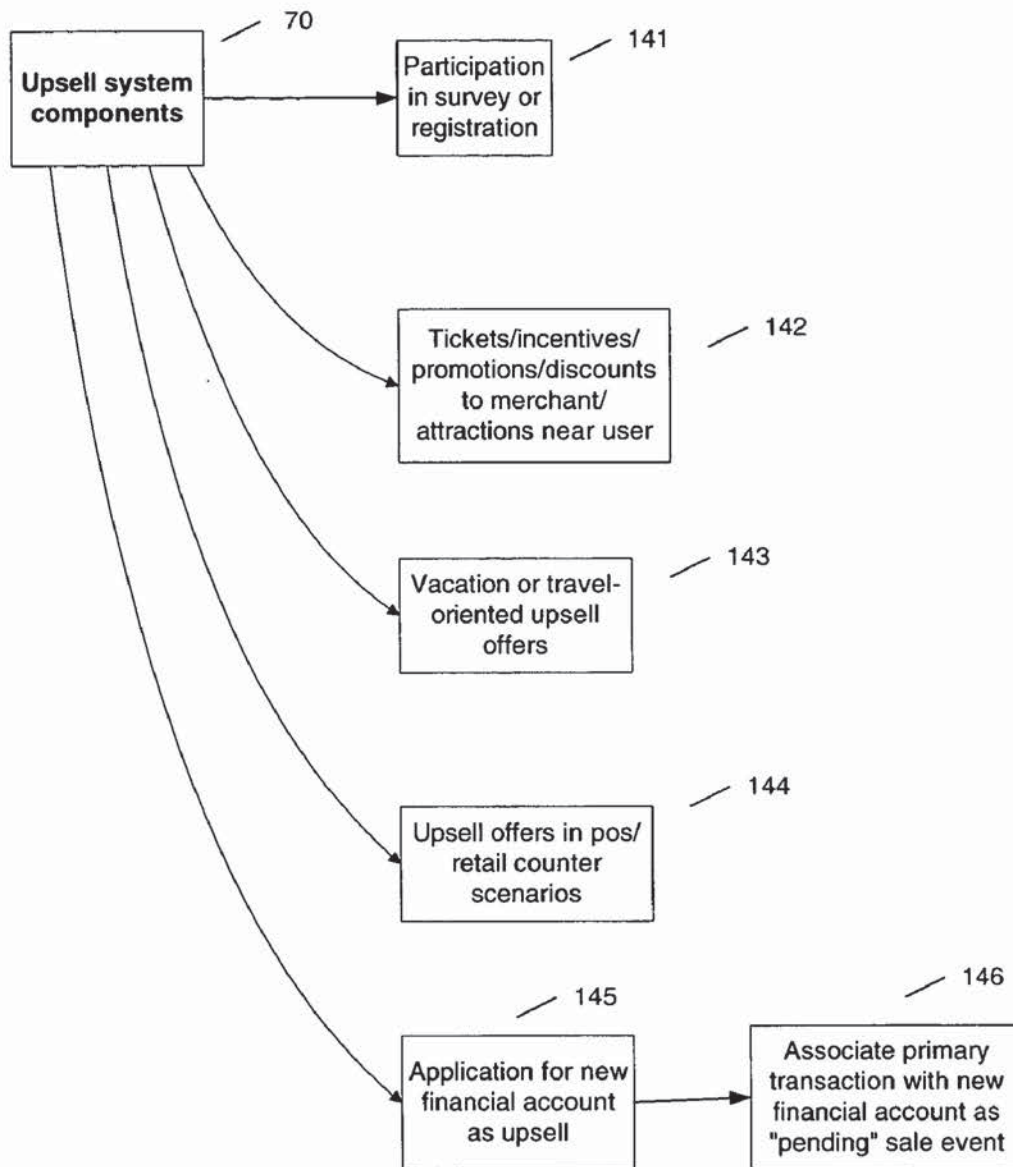 70
Upsell system
components
141
Participation
in survey or
registration
142
Tickets/incentives/
promotions/discounts
to merchant/
attractions near user
143
Vacation or travel-
oriented upsell
offers
144
Upsell offers in pos/
retail counter
scenarios
145
Application for new
financial account
as upsell
146
Associate primary
transaction with new
financial account as
"pending" sale event